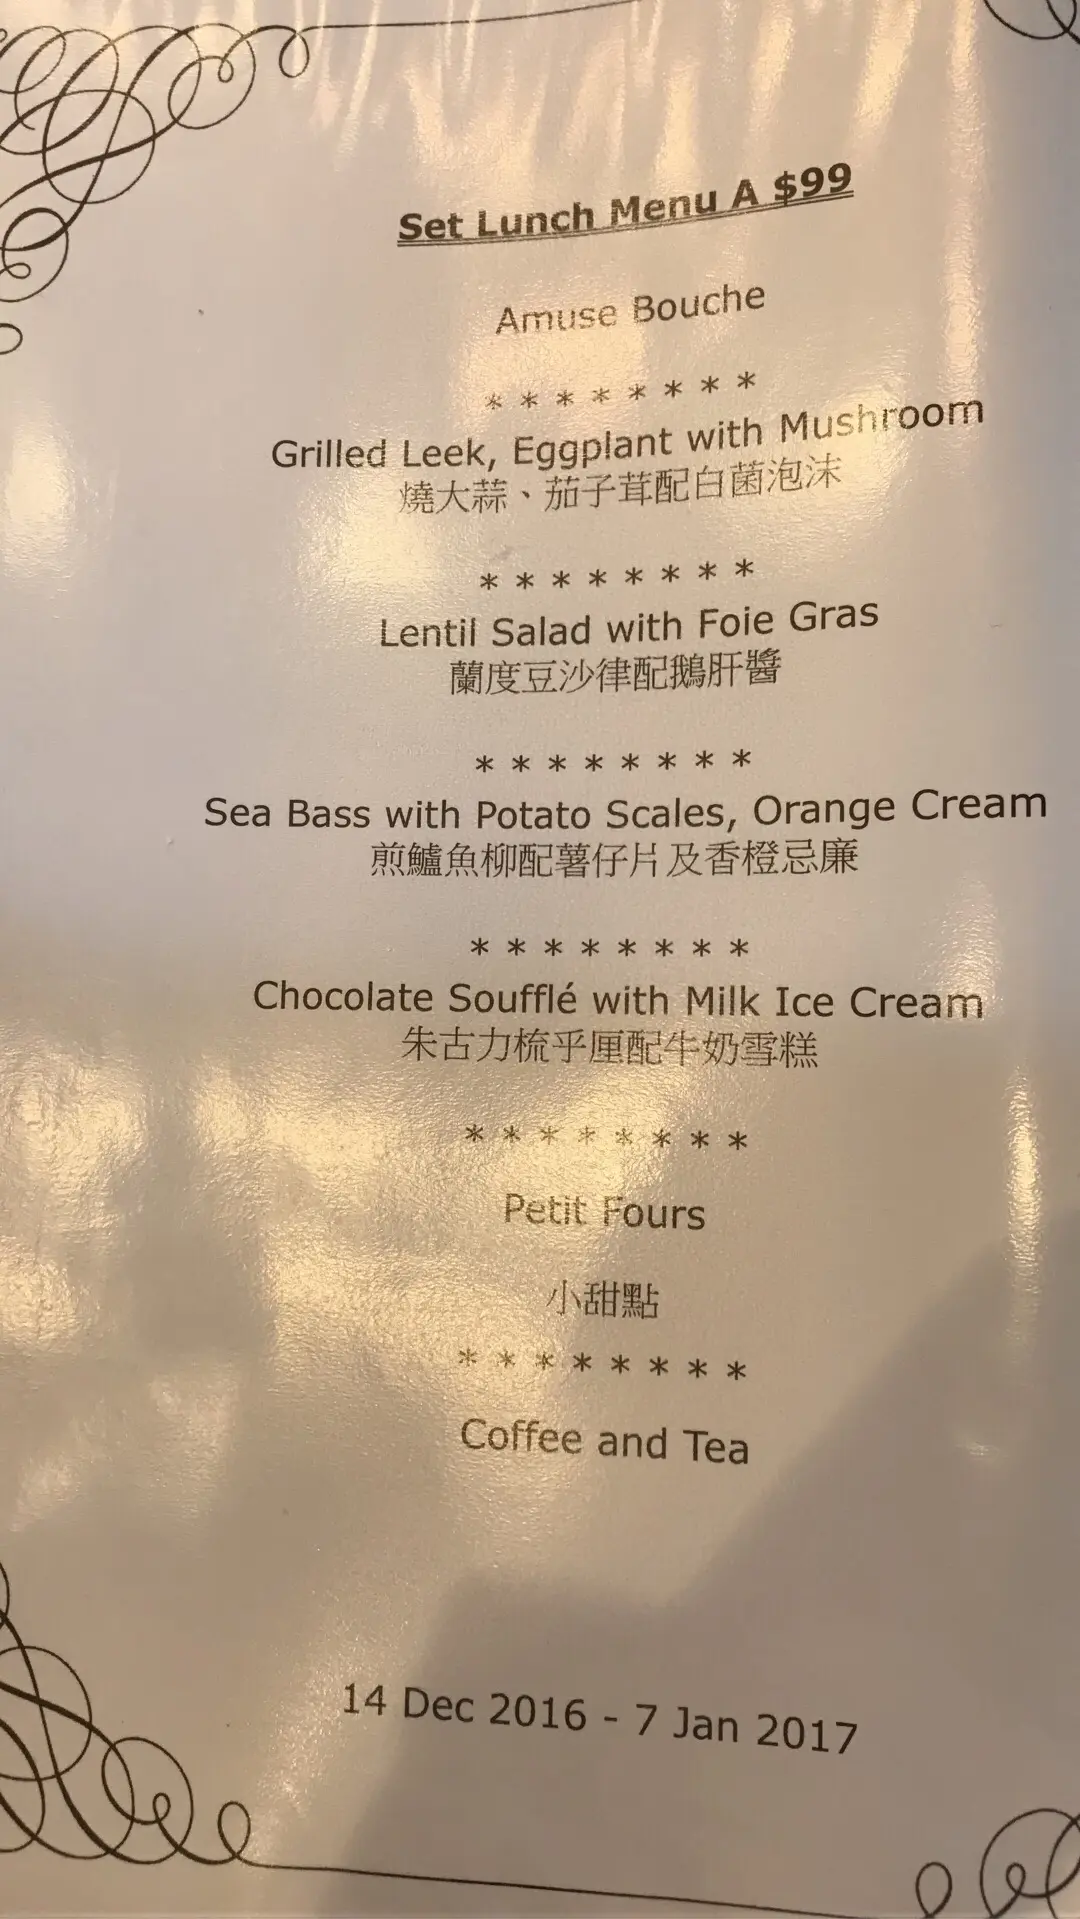 Set Lunch Menu A $99
Amuse Bouche
* * * * * * * *
Grilled Leek, Eggplant with Mushroom
燒大蒜、茄子茸配白菌泡沫
* * * * * * * *
Lentil Salad with Foie Gras
蘭度豆沙律配鵝肝醬
* * * * * * * *
Sea Bass with Potato Scales, Orange Cream
煎鱸魚柳配薯仔片及香橙忌廉
* * * * * * * *
Chocolate Soufflé with Milk Ice Cream
朱古力梳乎厘配牛奶雪糕
* * * * * * * *
Petit Fours
小甜點
* * * * * * * *
Coffee and Tea
14 Dec 2016 - 7 Jan 2017